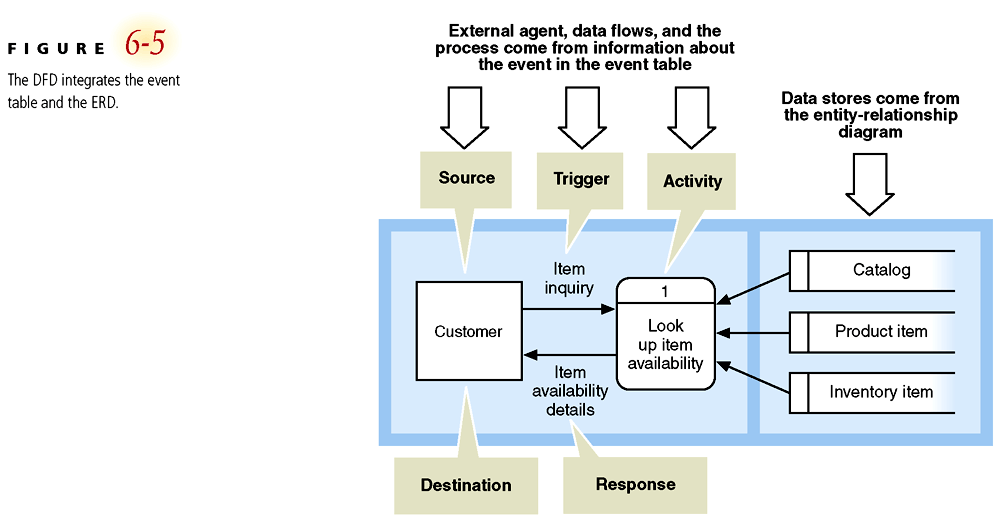 FIGURE 6-5
The DFD integrates the event
table and the ERD.
External agent, data flows, and the
process come from information about
the event in the event table
Data stores come from
the entity-relationship
diagram
Source
Trigger
Activity
Item
inquiry
Customer
1
Look
up item
availability
Item
availability
details
Catalog
Product item
Inventory item
Destination
Response